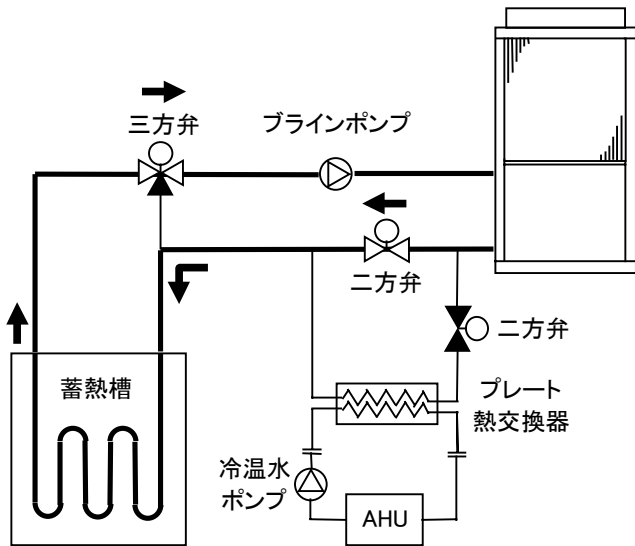 三方弁
ブラインポンプ
二方弁
二方弁
蓄熱槽
プレート
熱交換器
冷温水
ポンプ
AHU